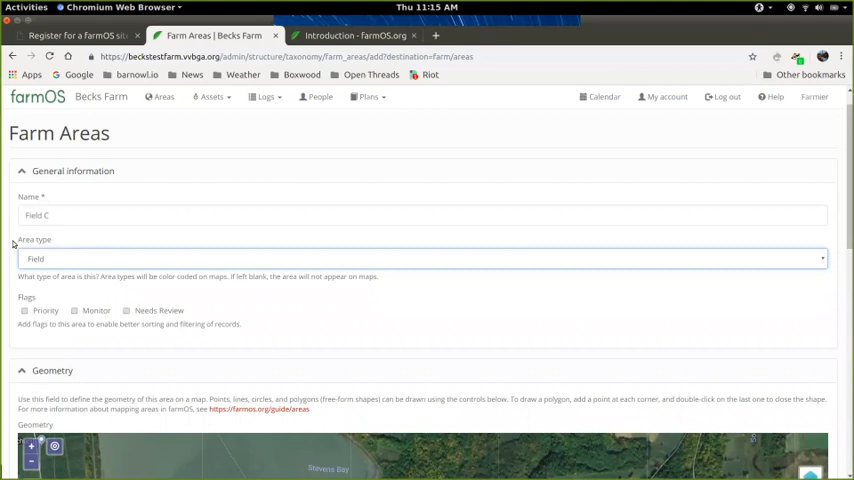 Activities Chromium Web Browser Thu 11:15 AM
Register for a farmOS sit × Farm Areas | Becks Farm × Introduction - farmOS.org × +
https://beckstestfarm.vvbga.org/admin/structure/taxonomy/farm_areas/add?destination=farm/areas
Apps Google barnowl.io News Weather Boxwood Open Threads Riot Other bookmarks
farmOS Becks Farm Areas Assets Logs People Plans Calendar My account Log out Help Farmier
Farm Areas
General information
Name *
Field C
Area type
Field
What type of area is this? Area types will be color coded on maps. If left blank, the area will not appear on maps.
Flags
Priority Monitor Needs Review
Add flags to this area to enable better sorting and filtering of records.
Geometry
Use this field to define the geometry of this area on a map. Points, lines, circles, and polygons (free-form shapes) can be drawn using the controls below. To draw a polygon, add a point at each corner, and double-click on the last one to close the shape.
For more information about mapping areas in farmOS, see https://farmos.org/guide/areas
Geometry
+
Stevens Bay
−